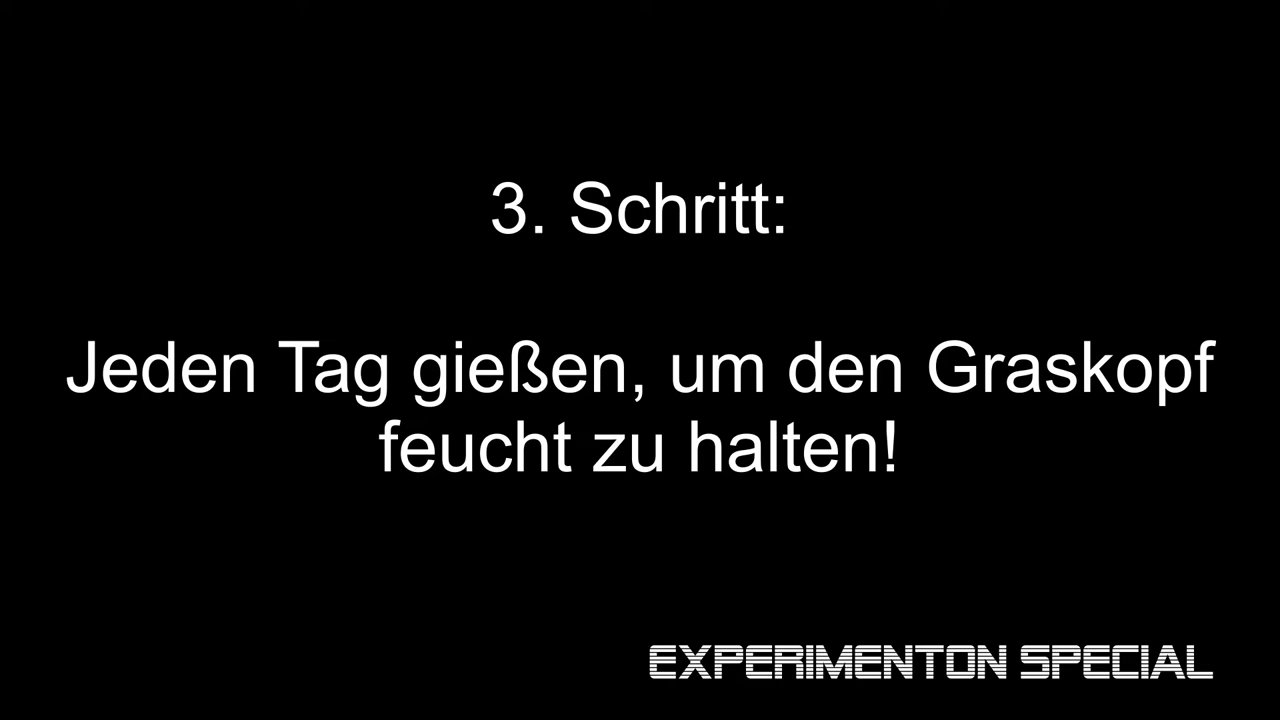 3. Schritt:
Jeden Tag gießen, um den Graskopf
feucht zu halten!
EXPERIMENTON SPECIAL